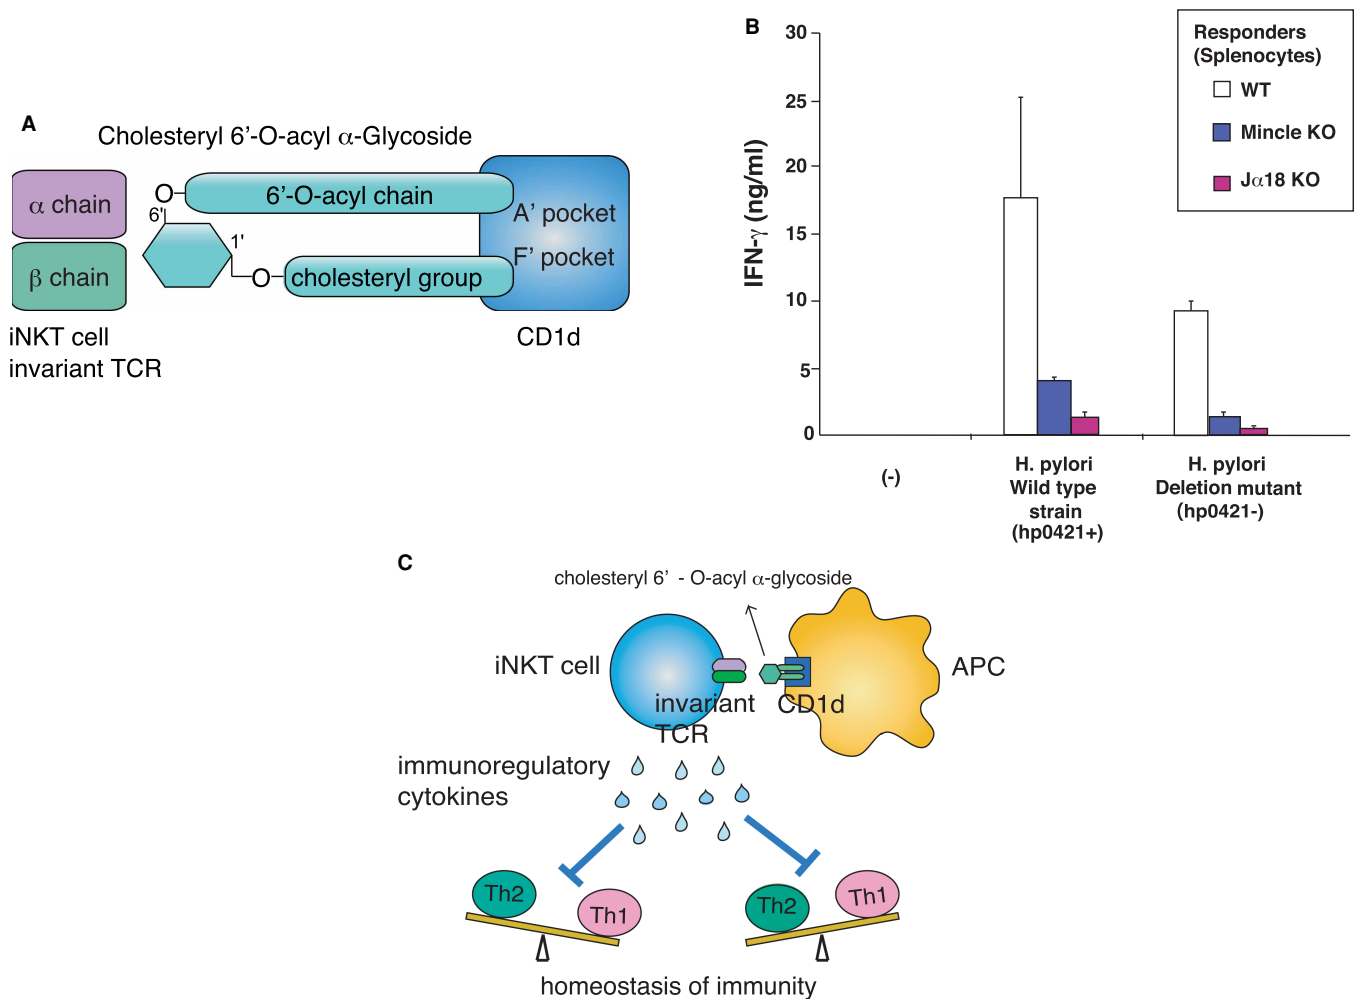 A
Cholesteryl 6’-O-acyl α-Glycoside
α chain
β chain
O
6'
1'
O
6’-O-acyl chain
cholesteryl group
A’ pocket
F’ pocket
iNKT cell
invariant TCR
CD1d
B
IFN-γ (ng/ml)
30
25
20
15
10
5
0
Responders
(Splenocytes)
WT
Mincle KO
Jα18 KO
(-)
H. pylori
Wild type
strain
(hp0421+)
H. pylori
Deletion mutant
(hp0421-)
C
cholesteryl 6’ - O-acyl α-glycoside
iNKT cell
APC
invariant
TCR
CD1d
immunoregulatory
cytokines
Th2
Th1
Th2
Th1
homeostasis of immunity